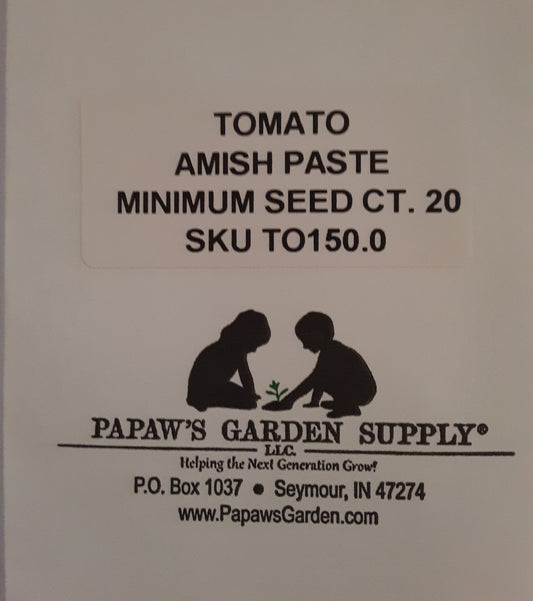 TOMATO
AMISH PASTE
MINIMUM SEED CT. 20
SKU TO150.0
PAPAW'S GARDEN SUPPLY®
LLC.
Helping the Next Generation Grow!
P.O. Box 1037 • Seymour, IN 47274
www.PapawsGarden.com